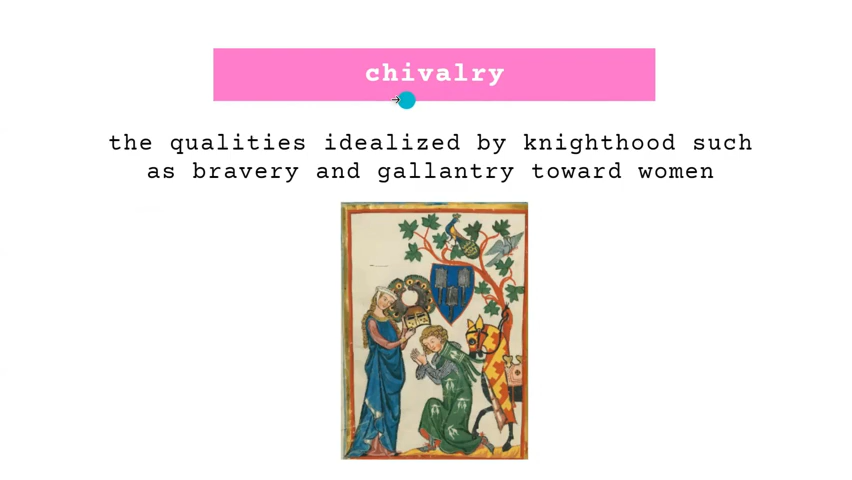 chivalry
the qualities idealized by knighthood such
as bravery and gallantry toward women